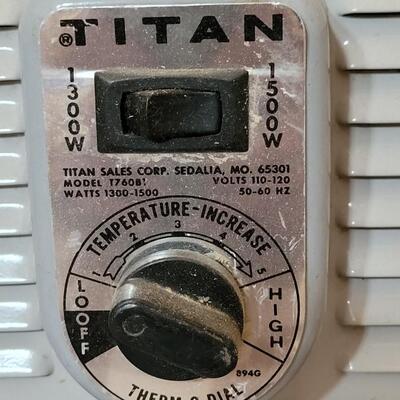 ® TITAN
1300W
1500W
TITAN SALES CORP. SEDALIA, MO. 65301
MODEL T760B1 VOLTS 110-120
WATTS 1300-1500 50-60 HZ
TEMPERATURE-INCREASE
1 2 3 4 5
LO OFF
HIGH
894G
THERM-O-DIAL